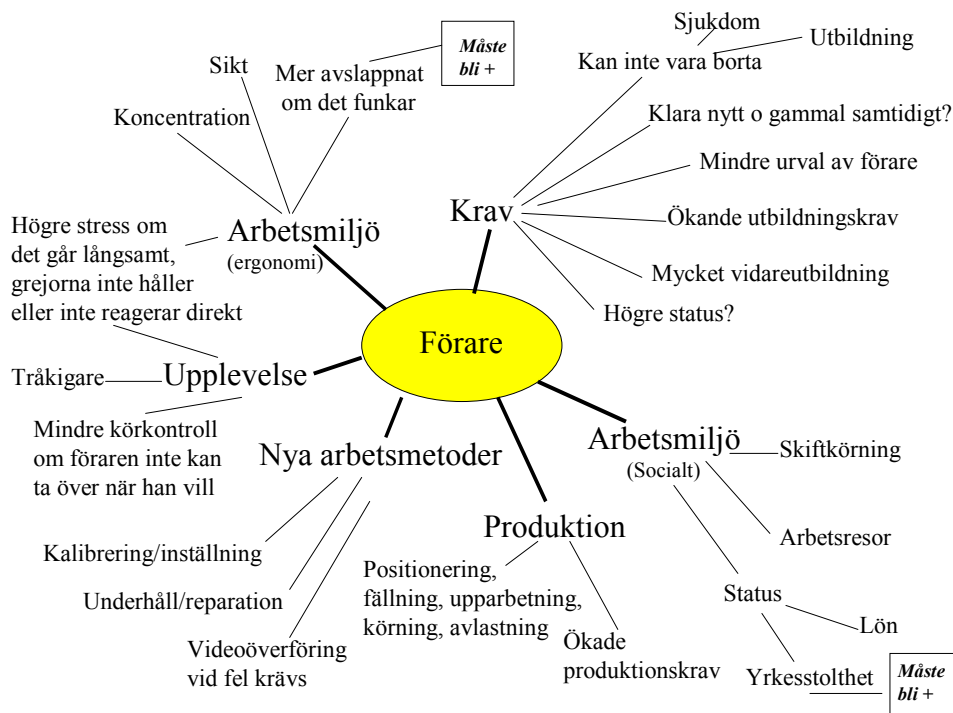 Sjukdom
Utbildning
Kan inte vara borta
Måste
bli +
Sikt
Mer avslappnat
om det funkar
Koncentration
Klara nytt o gammal samtidigt?
Mindre urval av förare
Krav
Ökande utbildningskrav
Mycket vidareutbildning
Högre status?
Arbetsmiljö
(ergonomi)
Högre stress om
det går långsamt,
grejorna inte håller
eller inte reagerar direkt
Förare
Upplevelse
Tråkigare
Mindre körkontroll
om föraren inte kan
ta över när han vill
Nya arbetsmetoder
Kalibrering/inställning
Underhåll/reparation
Videoöverföring
vid fel krävs
Produktion
Positionering,
fällning, upparbetning,
körning, avlastning
Ökade
produktionskrav
Arbetsmiljö
(Socialt)
Skiftkörning
Arbetsresor
Status
Lön
Yrkesstolthet
Måste
bli +